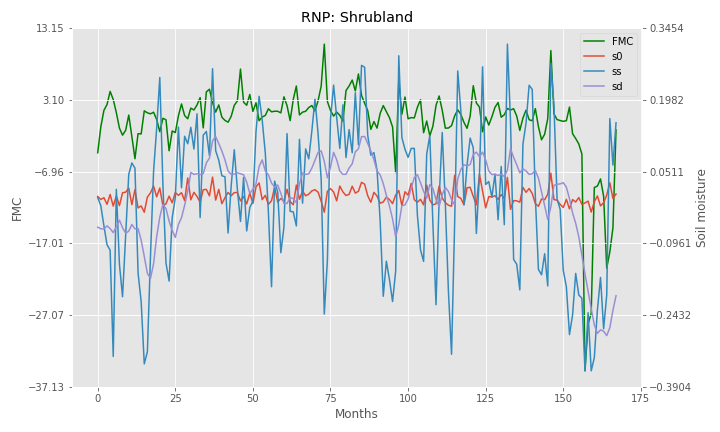 RNP: Shrubland
13.15
3.10
−6.96
−17.01
−27.07
−37.13
FMC
0.3454
0.1982
0.0511
−0.0961
−0.2432
−0.3904
Soil moisture
FMC
s0
ss
sd
0
25
50
75
100
125
150
175
Months